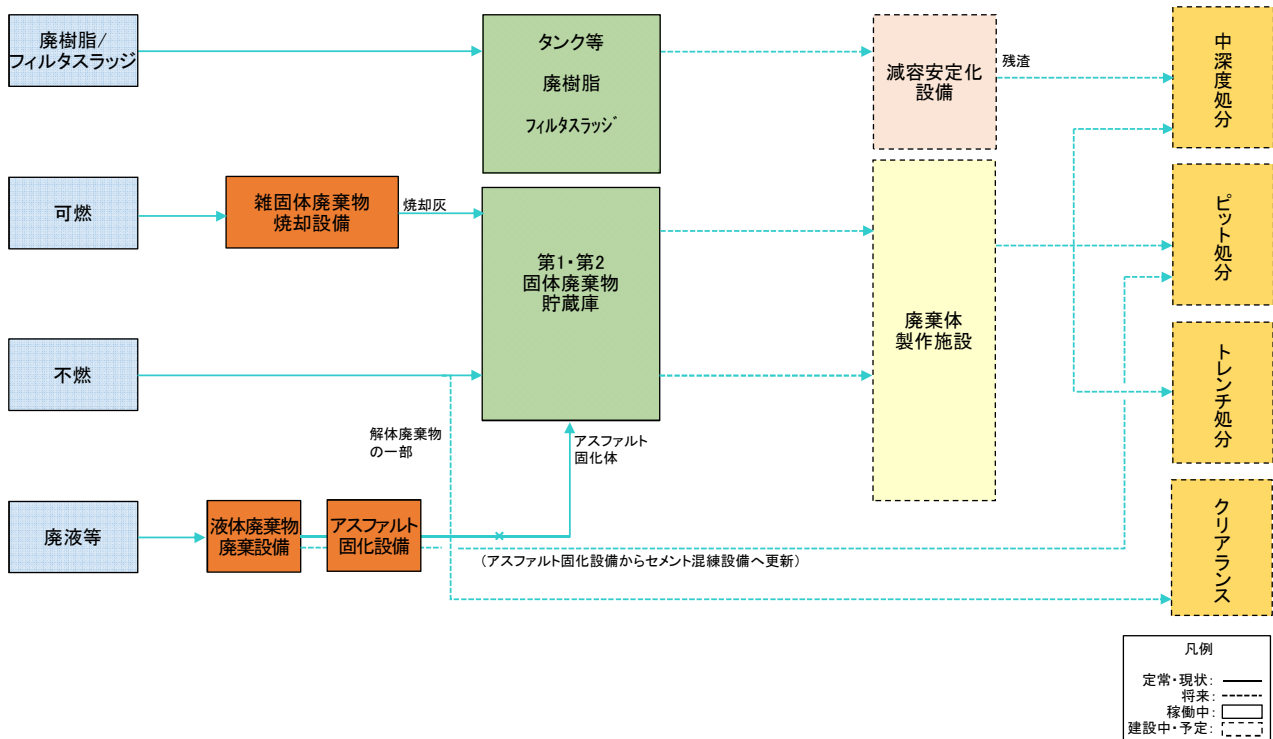 廃樹脂/
フィルタスラッジ
タンク等
廃樹脂
フィルタスラッジ
減容安定化
設備
残渣
中深度処分
可燃
雑固体廃棄物
焼却設備
焼却灰
第1・第2
固体廃棄物
貯蔵庫
廃棄体
製作施設
ピット処分
不燃
解体廃棄物
の一部
アスファルト
固化体
トレンチ処分
廃液等
液体廃棄物
廃棄設備
アスファルト
固化設備
(アスファルト固化設備からセメント混練設備へ更新)
クリアランス
凡例
定常・現状:
将来:
稼働中:
建設中・予定: